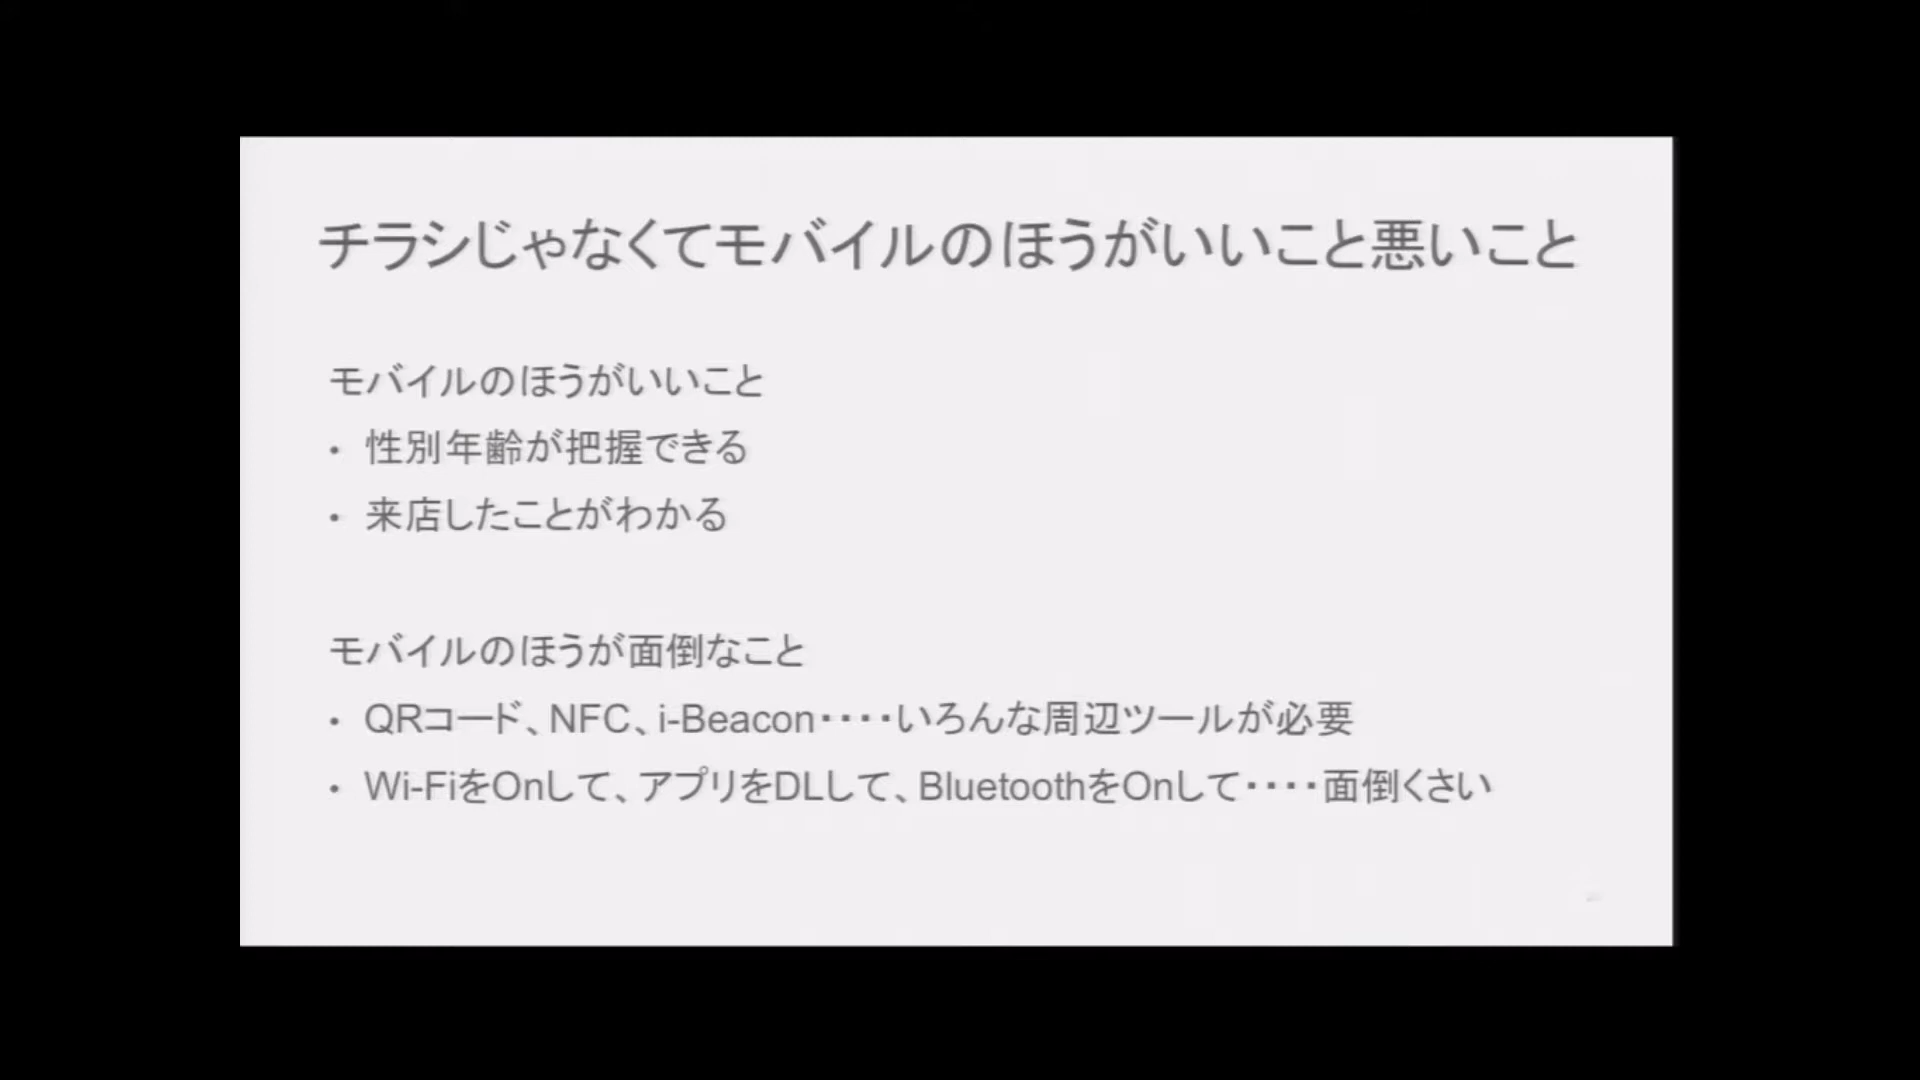 チラシじゃなくてモバイルのほうがいいこと悪いこと
モバイルのほうがいいこと
・ 性別年齢が把握できる
・ 来店したことがわかる
モバイルのほうが面倒なこと
・ QRコード、NFC、i-Beacon････いろんな周辺ツールが必要
・ Wi-FiをOnして、アプリをDLして、BluetoothをOnして････面倒くさい